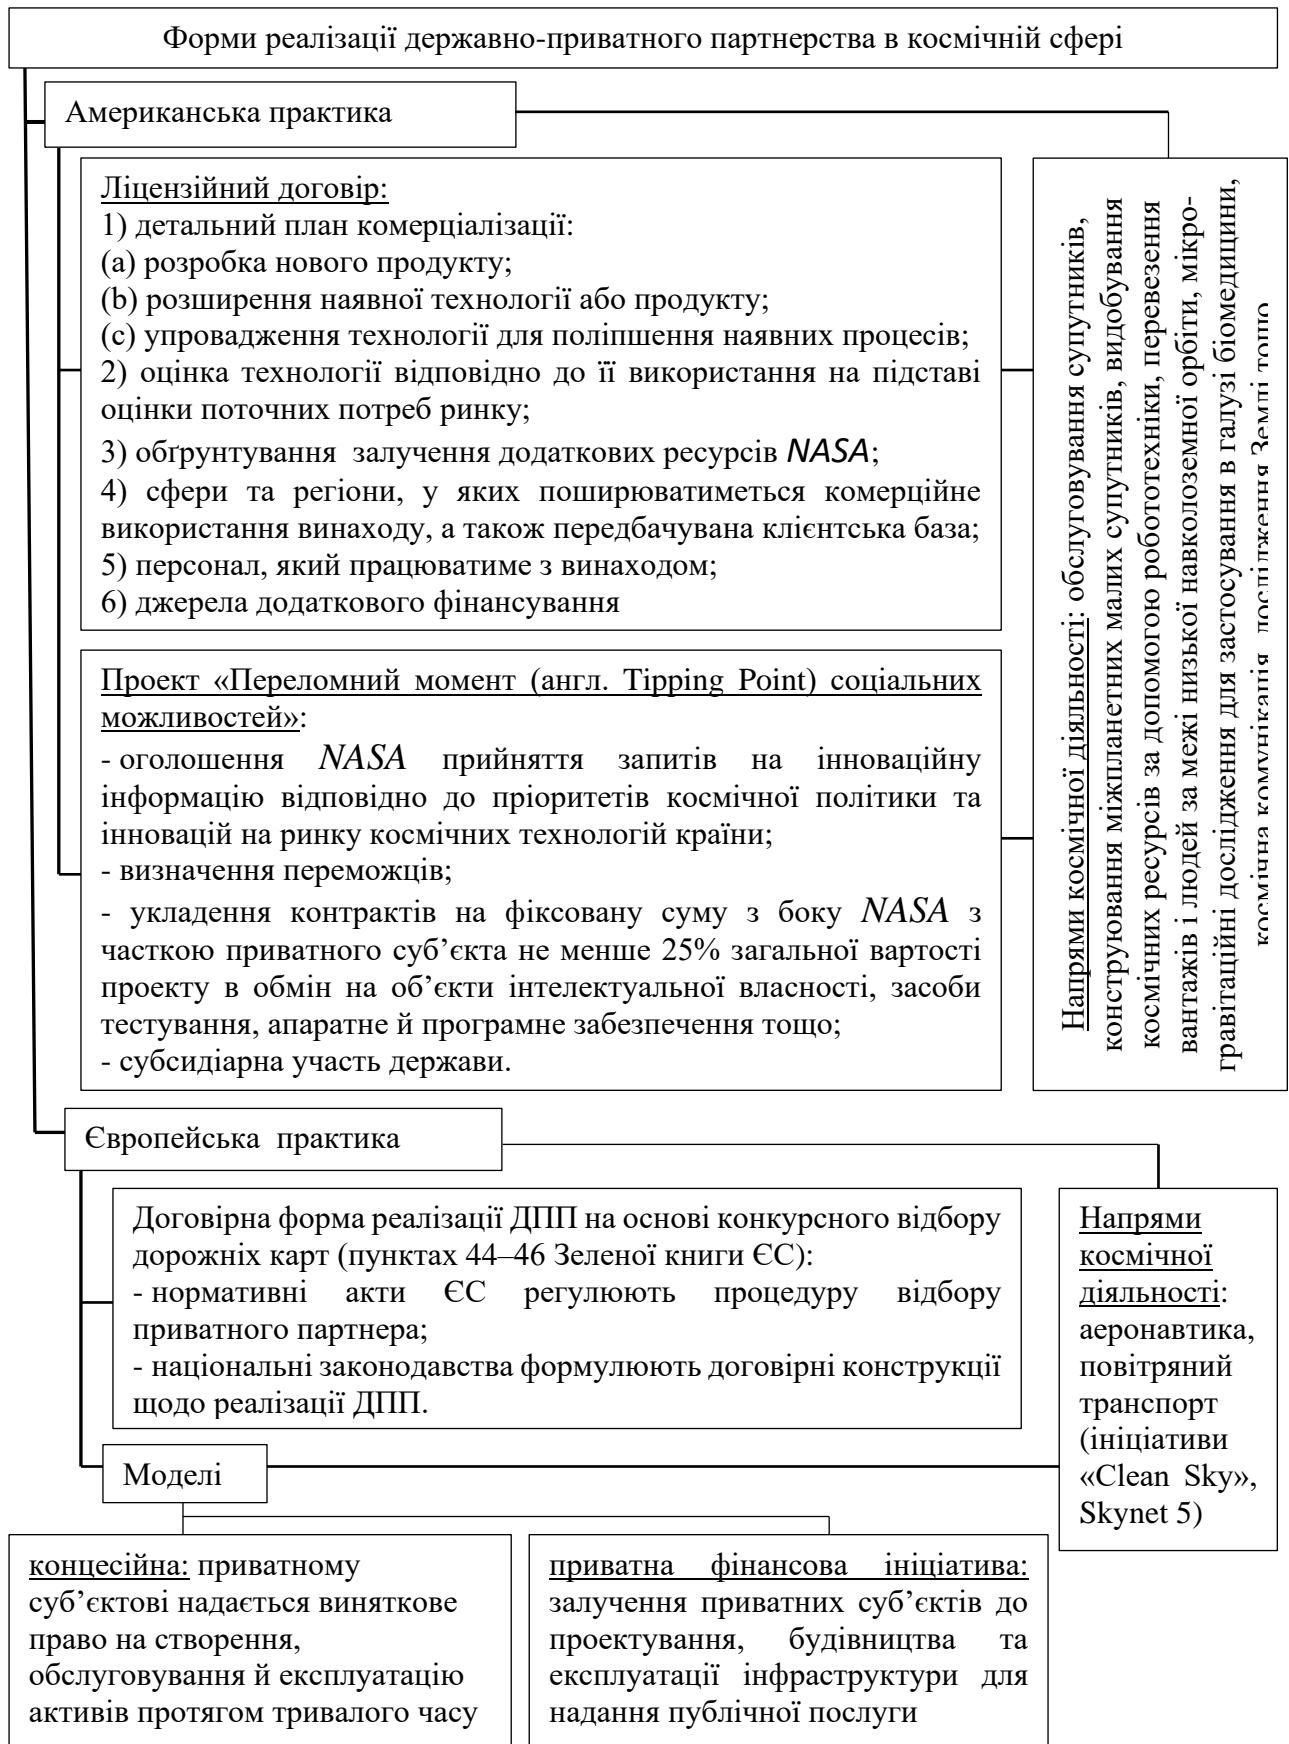 Форми реалізації державно-приватного партнерства в космічній сфері
Американська практика
Ліцензійний договір:
1) детальний план комерціалізації:
(a) розробка нового продукту;
(b) розширення наявної технології або продукту;
(c) упровадження технології для поліпшення наявних процесів;
2) оцінка технології відповідно до її використання на підставі
оцінки поточних потреб ринку;
3) обґрунтування залучення додаткових ресурсів NASA;
4) сфери та регіони, у яких поширюватиметься комерційне
використання винаходу, а також передбачувана клієнтська база;
5) персонал, який працюватиме з винаходом;
6) джерела додаткового фінансування
Проект «Переломний момент (англ. Tipping Point) соціальних
можливостей»:
- оголошення NASA прийняття запитів на інноваційну
інформацію відповідно до пріоритетів космічної політики та
інновацій на ринку космічних технологій країни;
- визначення переможців;
- укладення контрактів на фіксовану суму з боку NASA з
часткою приватного суб’єкта не менше 25% загальної вартості
проекту в обмін на об’єкти інтелектуальної власності, засоби
тестування, апаратне й програмне забезпечення тощо;
- субсидіарна участь держави.
Напрями космічної діяльності: обслуговування супутників,
конструювання міжпланетних малих супутників, видобування
космічних ресурсів за допомогою робототехніки, перевезення
вантажів і людей за межі низької навколоземної орбіти, мікро-
гравітаційні дослідження для застосування в галузі біомедицини,
космічна комунікація, дослідження Землі тощо
Європейська практика
Договірна форма реалізації ДПП на основі конкурсного відбору
дорожніх карт (пунктах 44–46 Зеленої книги ЄС):
- нормативні акти ЄС регулюють процедуру відбору
приватного партнера;
- національні законодавства формулюють договірні конструкції
щодо реалізації ДПП.
Напрями
космічної
діяльності:
аеронавтика,
повітряний
транспорт
(ініціативи
«Clean Sky»,
Skynet 5)
Моделі
концесійна: приватному
суб’єктові надається виняткове
право на створення,
обслуговування й експлуатацію
активів протягом тривалого часу
приватна фінансова ініціатива:
залучення приватних суб’єктів до
проектування, будівництва та
експлуатації інфраструктури для
надання публічної послуги